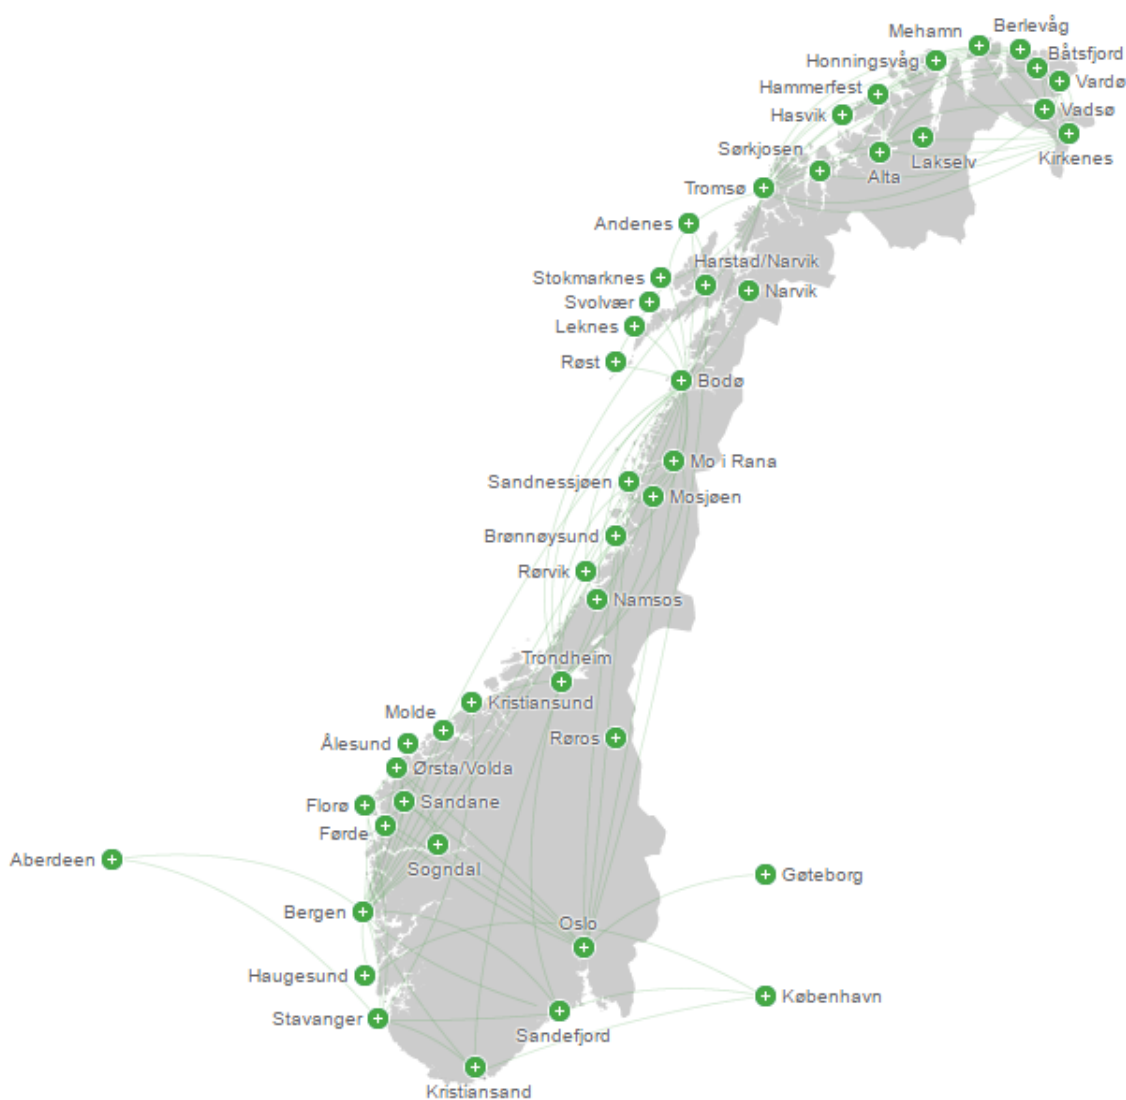 Berlevåg
Mehamn
Båtsfjord
Honningsvåg
Vardø
Hammerfest
Vadsø
Hasvik
Sørkjosen
Kirkenes
Lakselv
Alta
Tromsø
Andenes
Harstad/Narvik
Stokmarknes
Narvik
Svolvær
Leknes
Røst
Bodø
Mo i Rana
Sandnessjøen
Mosjøen
Brønnøysund
Rørvik
Namsos
Trondheim
Kristiansund
Molde
Røros
Ålesund
Ørsta/Volda
Sandane
Florø
Førde
Aberdeen
Sogndal
Gøteborg
Bergen
Oslo
Haugesund
København
Stavanger
Sandefjord
Kristiansand